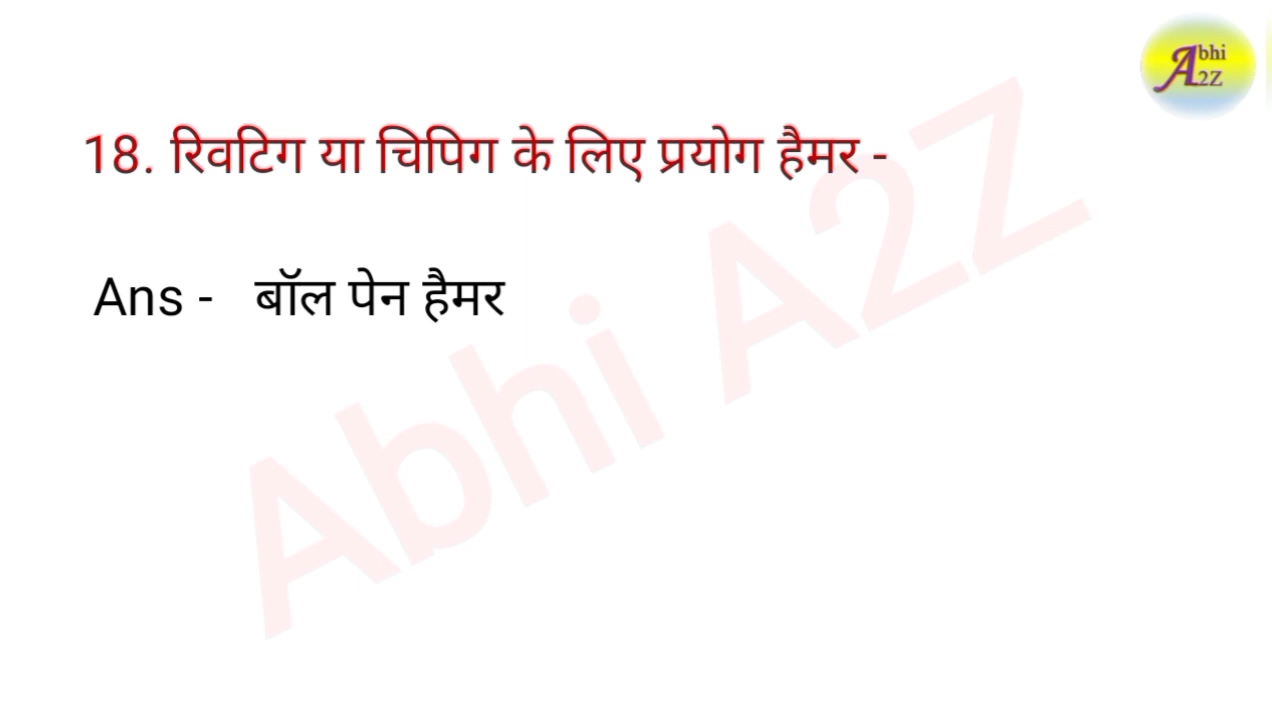 Abhi
A2Z
18. रिवटिग या चिपिग के लिए प्रयोग हैमर -
Ans - बॉल पेन हैमर
Abhi A2Z